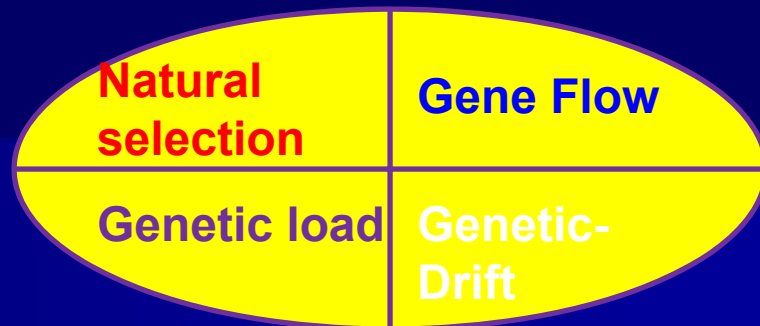 Natural
selection
Gene Flow
Genetic load
Genetic-
Drift